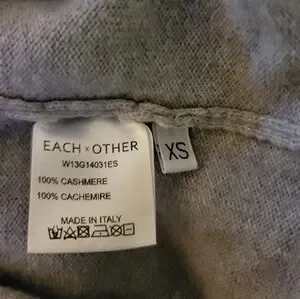 EACH × OTHER
XS
W13G14031ES
100% CASHMERE
100% CACHEMIRE
MADE IN ITALY